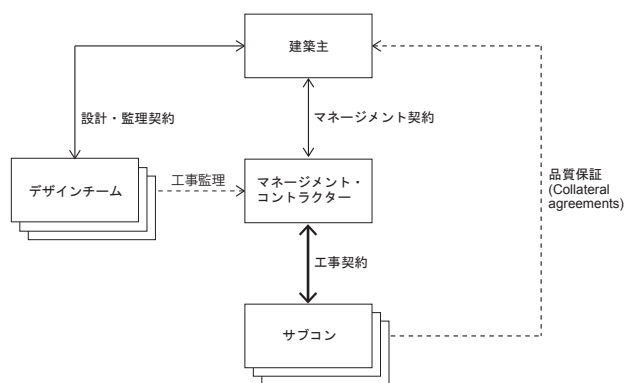 建築主
設計・監理契約
マネージメント契約
品質保証
(Collateral
agreements)
デザインチーム
工事監理
マネージメント・
コントラクター
工事契約
サブコン